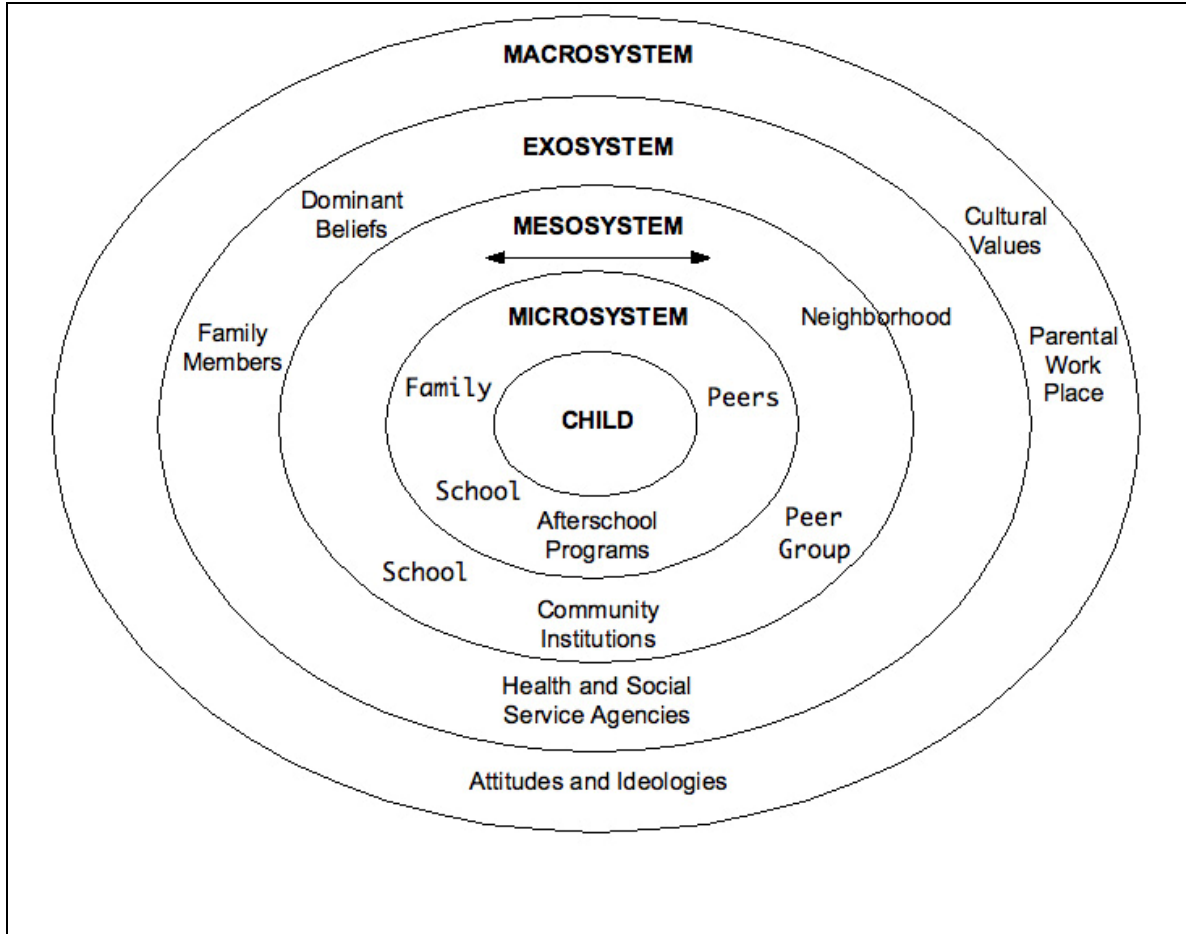 MACROSYSTEM
EXOSYSTEM
Dominant
Beliefs
MESOSYSTEM
Cultural
Values
MICROSYSTEM
Neighborhood
Family
Members
Parental
Work
Place
Family
Peers
CHILD
School
Afterschool
Programs
Peer
Group
School
Community
Institutions
Health and Social
Service Agencies
Attitudes and Ideologies